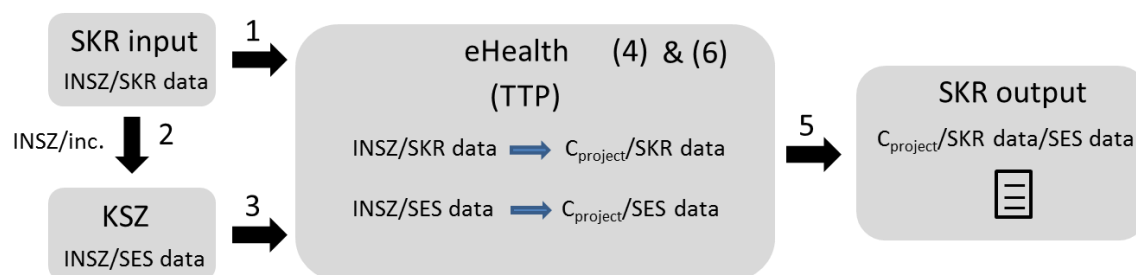 SKR input
INSZ/SKR data
1
INSZ/inc.
2
KSZ
INSZ/SES data
3
eHealth (4) & (6)
(TTP)
INSZ/SKR data → Cproject/SKR data
INSZ/SES data → Cproject/SES data
5
SKR output
Cproject/SKR data/SES data